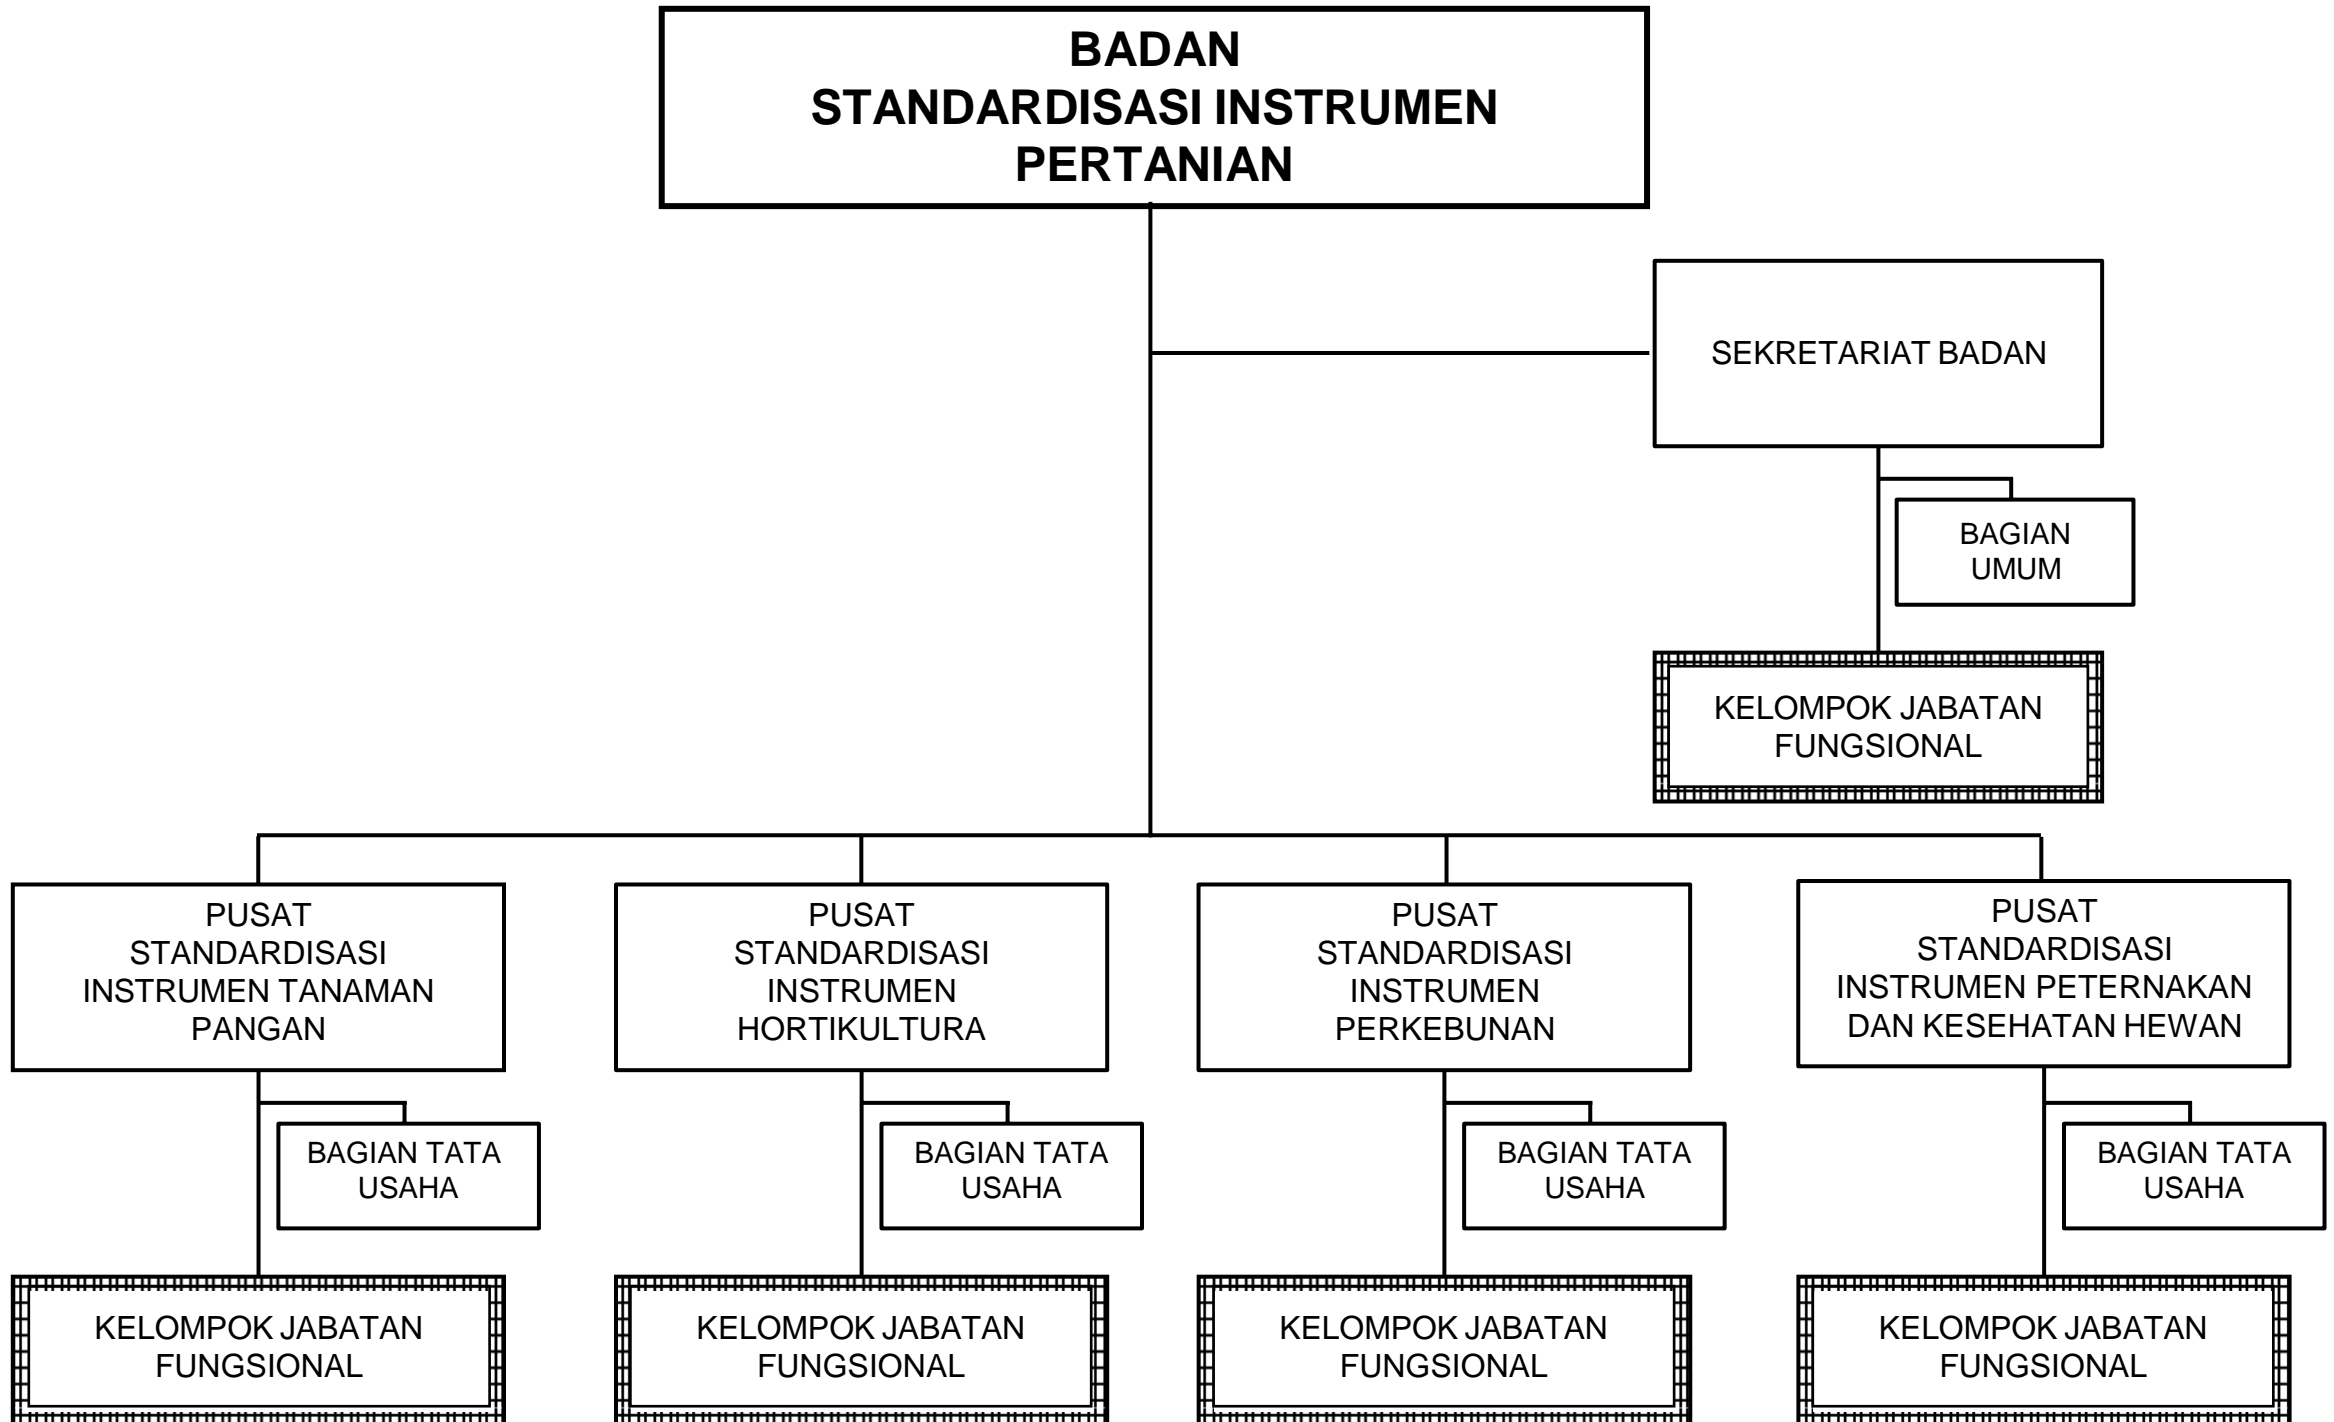 BADAN
STANDARDISASI INSTRUMEN
PERTANIAN
SEKRETARIAT BADAN
BAGIAN
UMUM
KELOMPOK JABATAN
FUNGSIONAL
PUSAT
STANDARDISASI
INSTRUMEN TANAMAN
PANGAN
PUSAT
STANDARDISASI
INSTRUMEN
HORTIKULTURA
PUSAT
STANDARDISASI
INSTRUMEN
PERKEBUNAN
PUSAT
STANDARDISASI
INSTRUMEN PETERNAKAN
DAN KESEHATAN HEWAN
BAGIAN TATA
USAHA
BAGIAN TATA
USAHA
BAGIAN TATA
USAHA
BAGIAN TATA
USAHA
KELOMPOK JABATAN
FUNGSIONAL
KELOMPOK JABATAN
FUNGSIONAL
KELOMPOK JABATAN
FUNGSIONAL
KELOMPOK JABATAN
FUNGSIONAL